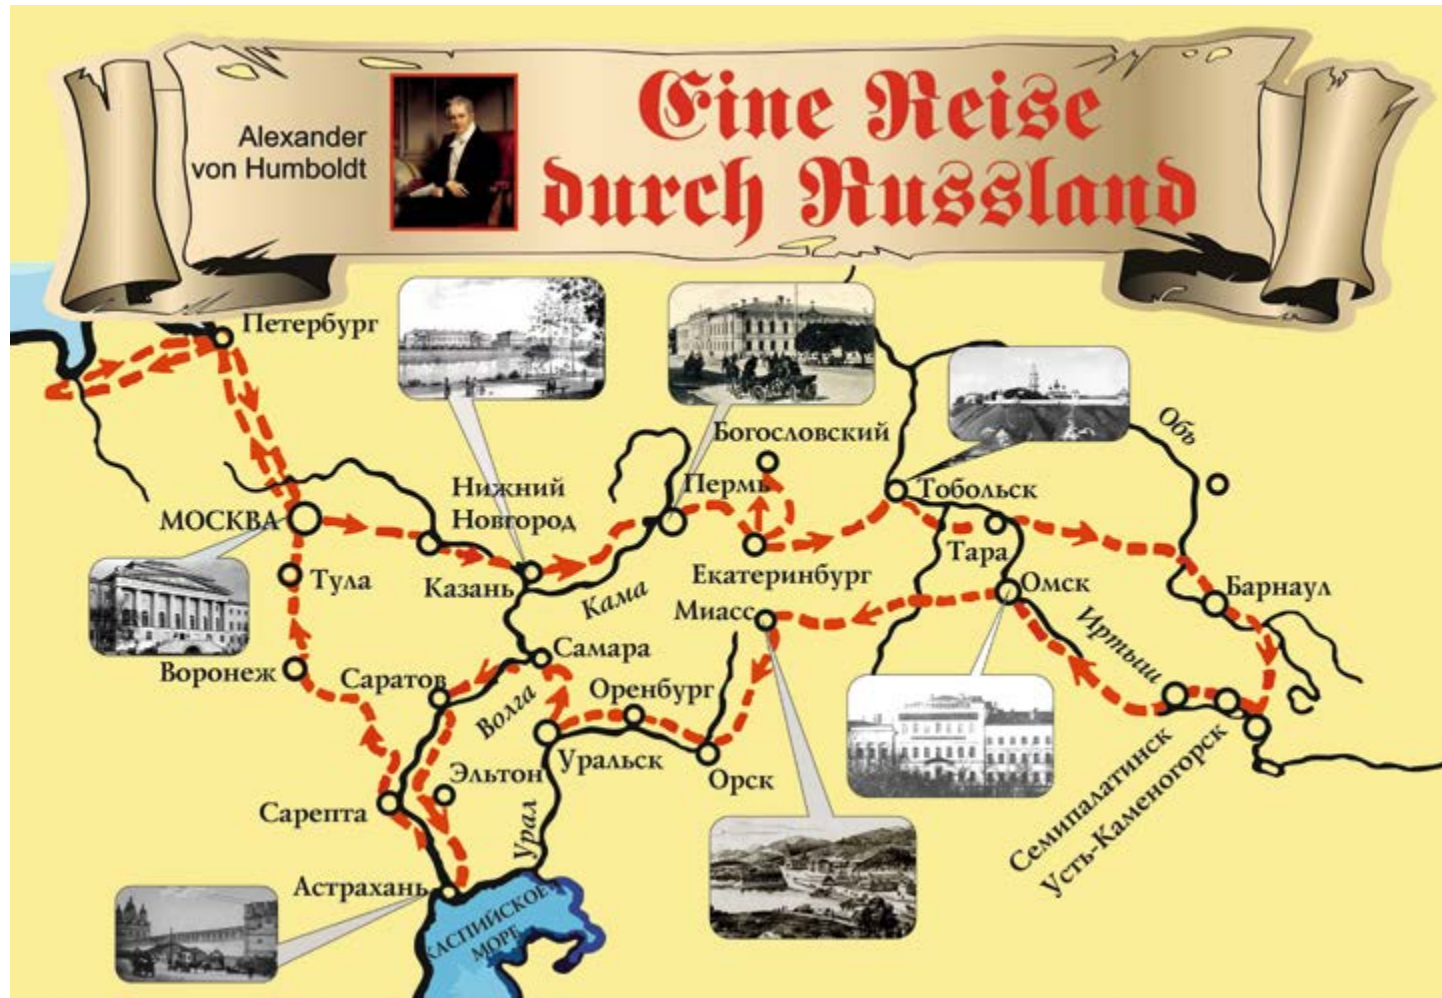 Alexander
von Humboldt
Eine Reise
durch Russland
Петербург
Богословский
Обь
Нижний
Новгород
Пермь
Тобольск
МОСКВА
Тара
Тула
Казань
Кама
Екатеринбург
Миасс
Омск
Барнаул
Иртыш
Воронеж
Саратов
Самара
Волга
Оренбург
Уральск
Эльтон
Орск
Сарепта
Урал
Семипалатинск
Усть-Каменогорск
Астрахань
КАСПИЙСКОЕ
МОРЕ